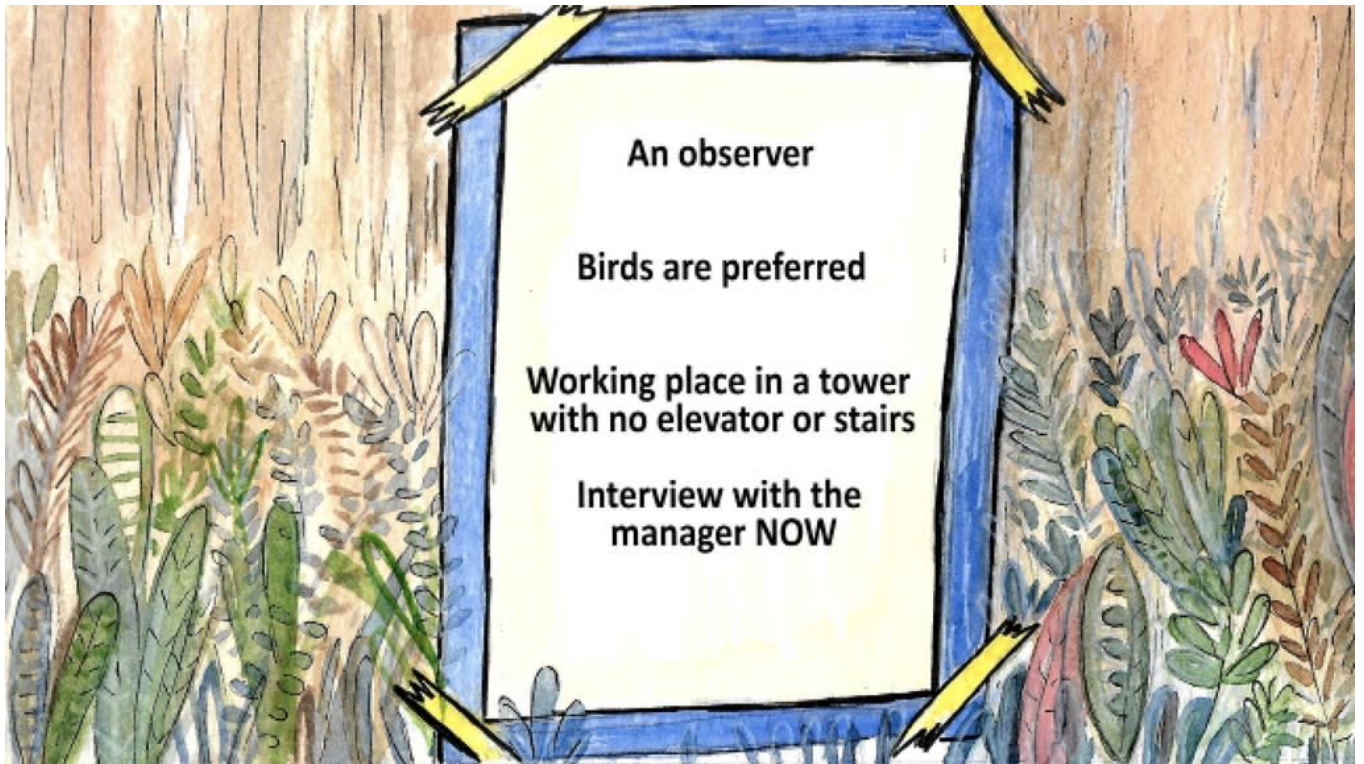 An observer
Birds are preferred
Working place in a tower
with no elevator or stairs
Interview with the
manager NOW